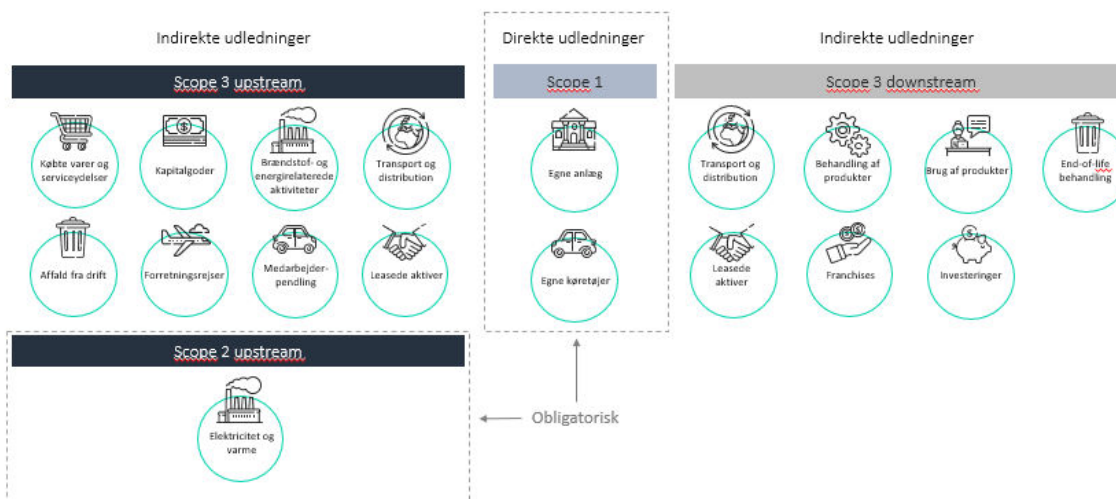 Indirekte udledninger
Direkte udledninger
Indirekte udledninger
Scope 3 upstream
Scope 1
Scope 3 downstream
Købte varer og
serviceydelser
Kapitalgoder
Brændstof- og
energirelaterede
aktiviteter
Transport og
distribution
Egne anlæg
Transport og
distribution
Behandling af
produkter
Brug af produkter
End-of-life
behandling
Affald fra drift
Forretningsrejser
Medarbejder-
pendling
Leasede aktiver
Egne køretøjer
Leasede
aktiver
Franchises
Investeringer
Scope 2 upstream
Elektricitet og
varme
Obligatorisk